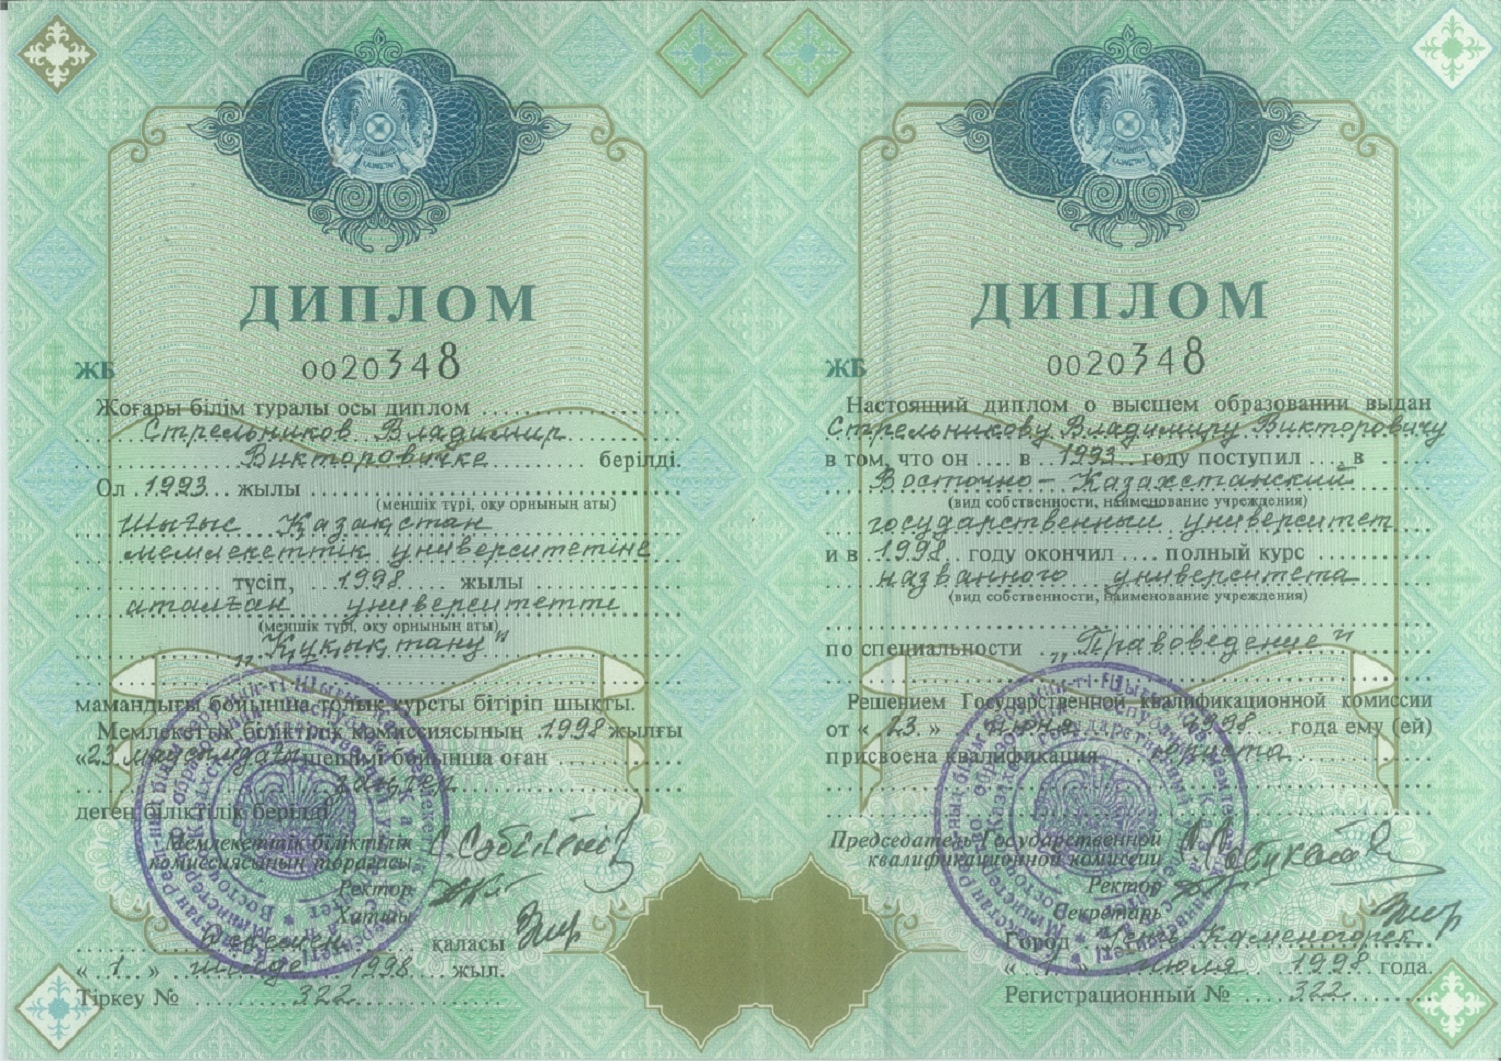 ҚАЗАҚСТАН
ДИПЛОМ
ЖБ 0020348
Жоғары білім туралы осы диплом
Стрельников Владимир
Викторовичке берілді.
Ол 1993 жылы
(меншік түрі, оқу орнының аты)
Шығыс Қазақстан
мемлекеттік университетіне
түсіп, 1998 жылы
аталған университетті
(меншік түрі, оқу орнының аты)
"Құқықтану"
мамандығы бойынша толық курсты бітіріп шықты.
Мемлекеттік біліктілік комиссиясының 1998 жылғы
«23 маусымдағы шешімі бойынша оған
заңгер
деген біліктілік берілді
Мемлекеттік біліктілік
комиссиясының төрағасы
Ректор
Хатшы
Өскемен қаласы
« 1 » шілде 1998 жыл.
Тіркеу № 322
ҚАЗАҚСТАН
ДИПЛОМ
ЖБ 0020348
Настоящий диплом о высшем образовании выдан
Стрельникову Владимиру Викторовичу
в том, что он в 1993 году поступил в
Восточно-Казахстанский
(вид собственности, наименование учреждения)
государственный университет
и в 1998 году окончил полный курс
названного университета
(вид собственности, наименование учреждения)
по специальности "Правоведение"
Решением Государственной квалификационной комиссии
от « 23 » июня 1998 года ему (ей)
присвоена квалификация юриста
Председатель Государственной
квалификационной комиссии
Ректор
Секретарь
Город Усть-Каменогорск
« 1 » июля 1998 года.
Регистрационный № 322